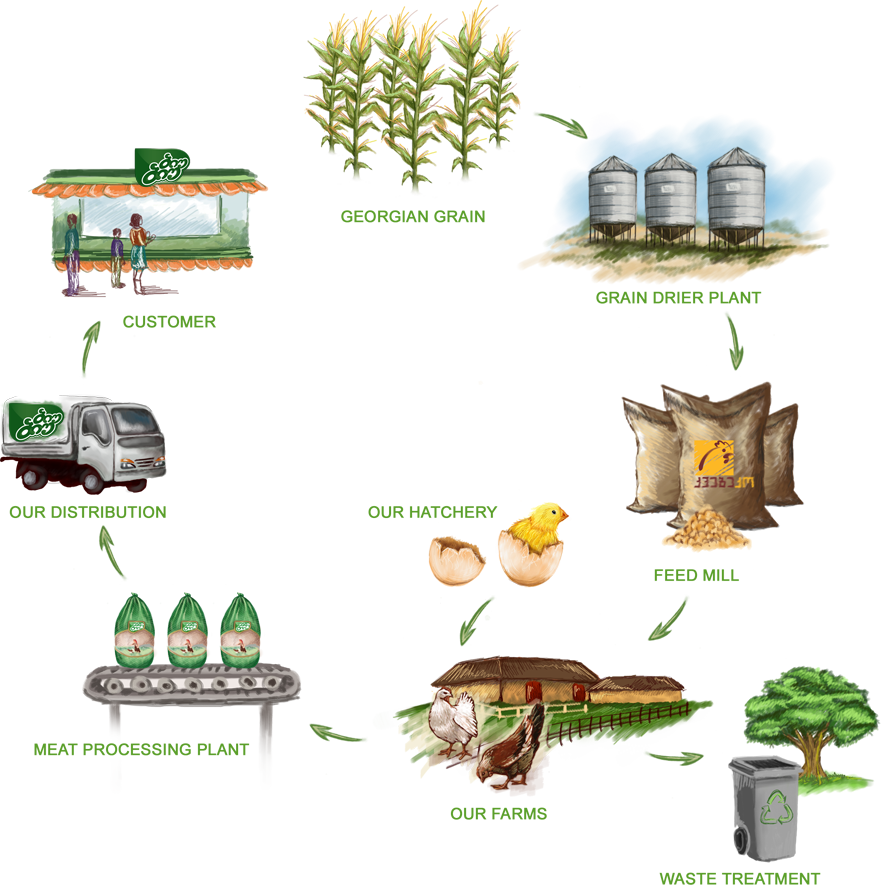 GEORGIAN GRAIN
GRAIN DRIER PLANT
CUSTOMER
OUR DISTRIBUTION
OUR HATCHERY
FEED MILL
MEAT PROCESSING PLANT
OUR FARMS
WASTE TREATMENT